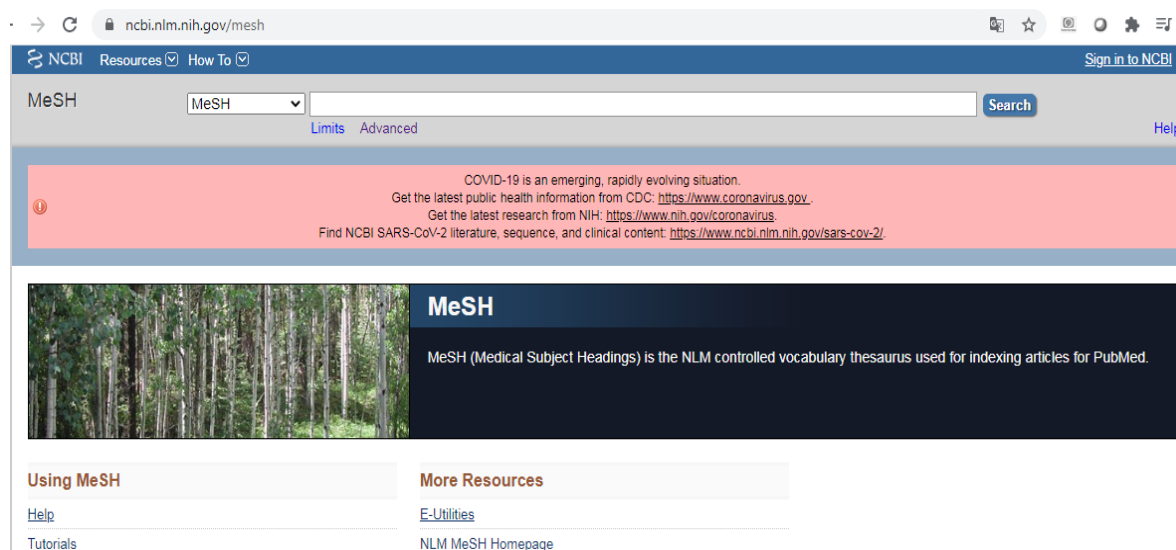 ncbi.nlm.nih.gov/mesh
NCBI Resources How To Sign in to NCBI
MeSH MeSH Search
Limits Advanced Help
COVID-19 is an emerging, rapidly evolving situation.
Get the latest public health information from CDC: https://www.coronavirus.gov .
Get the latest research from NIH: https://www.nih.gov/coronavirus.
Find NCBI SARS-CoV-2 literature, sequence, and clinical content: https://www.ncbi.nlm.nih.gov/sars-cov-2/.
MeSH
MeSH (Medical Subject Headings) is the NLM controlled vocabulary thesaurus used for indexing articles for PubMed.
Using MeSH More Resources
Help E-Utilities
Tutorials NLM MeSH Homepage